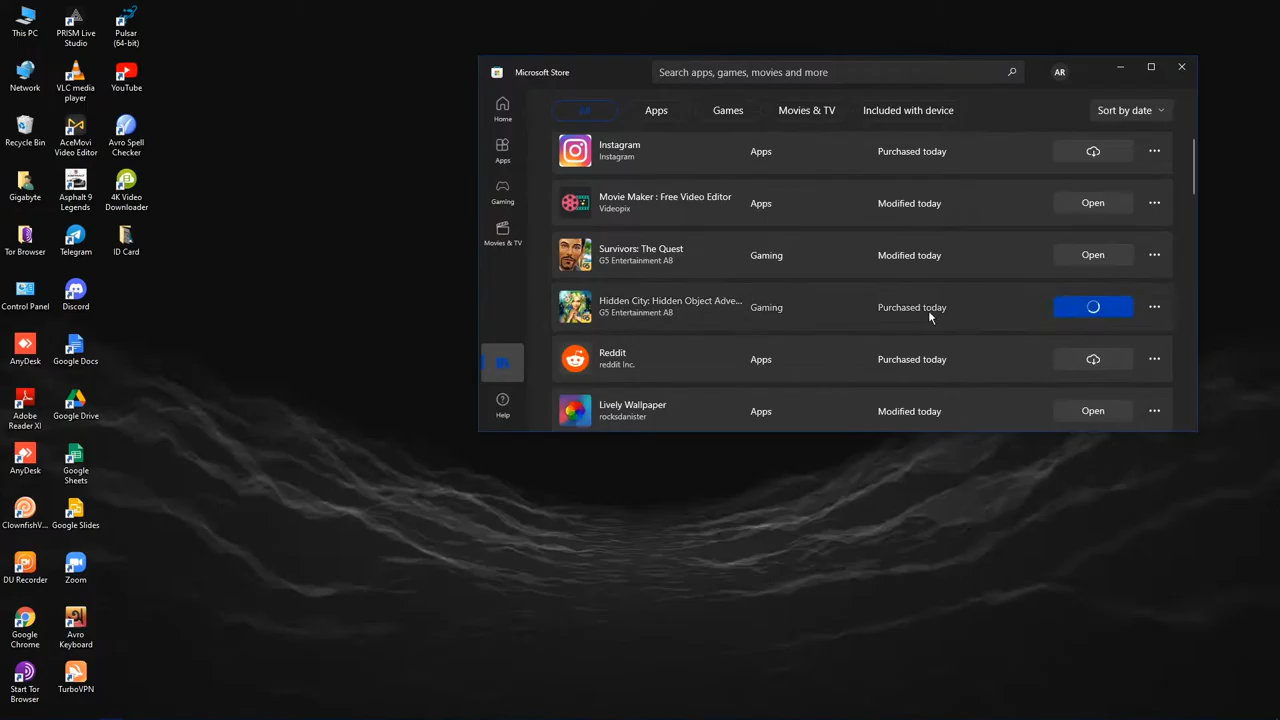 This PC
PRISM Live
Studio
Pulsar
(64-bit)
Network
VLC media
player
YouTube
Recycle Bin
AceMovi
Video Editor
Avro Spell
Checker
Gigabyte
Asphalt 9
Legends
4K Video
Downloader
Tor Browser
Telegram
ID Card
Control Panel
Discord
AnyDesk
Google Docs
Adobe
Reader XI
Google Drive
AnyDesk
Google
Sheets
ClownfishV...
Google Slides
DU Recorder
Zoom
Google
Chrome
Avro
Keyboard
Start Tor
Browser
TurboVPN
Microsoft Store
Search apps, games, movies and more
AR
Home
Apps
Gaming
Movies & TV
Help
All
Apps
Games
Movies & TV
Included with device
Sort by date
Instagram
Instagram
Apps
Purchased today
Movie Maker : Free Video Editor
Videopix
Apps
Modified today
Open
Survivors: The Quest
G5 Entertainment AB
Gaming
Modified today
Open
Hidden City: Hidden Object Adve...
G5 Entertainment AB
Gaming
Purchased today
Reddit
reddit Inc.
Apps
Purchased today
Lively Wallpaper
rocksdanister
Apps
Modified today
Open